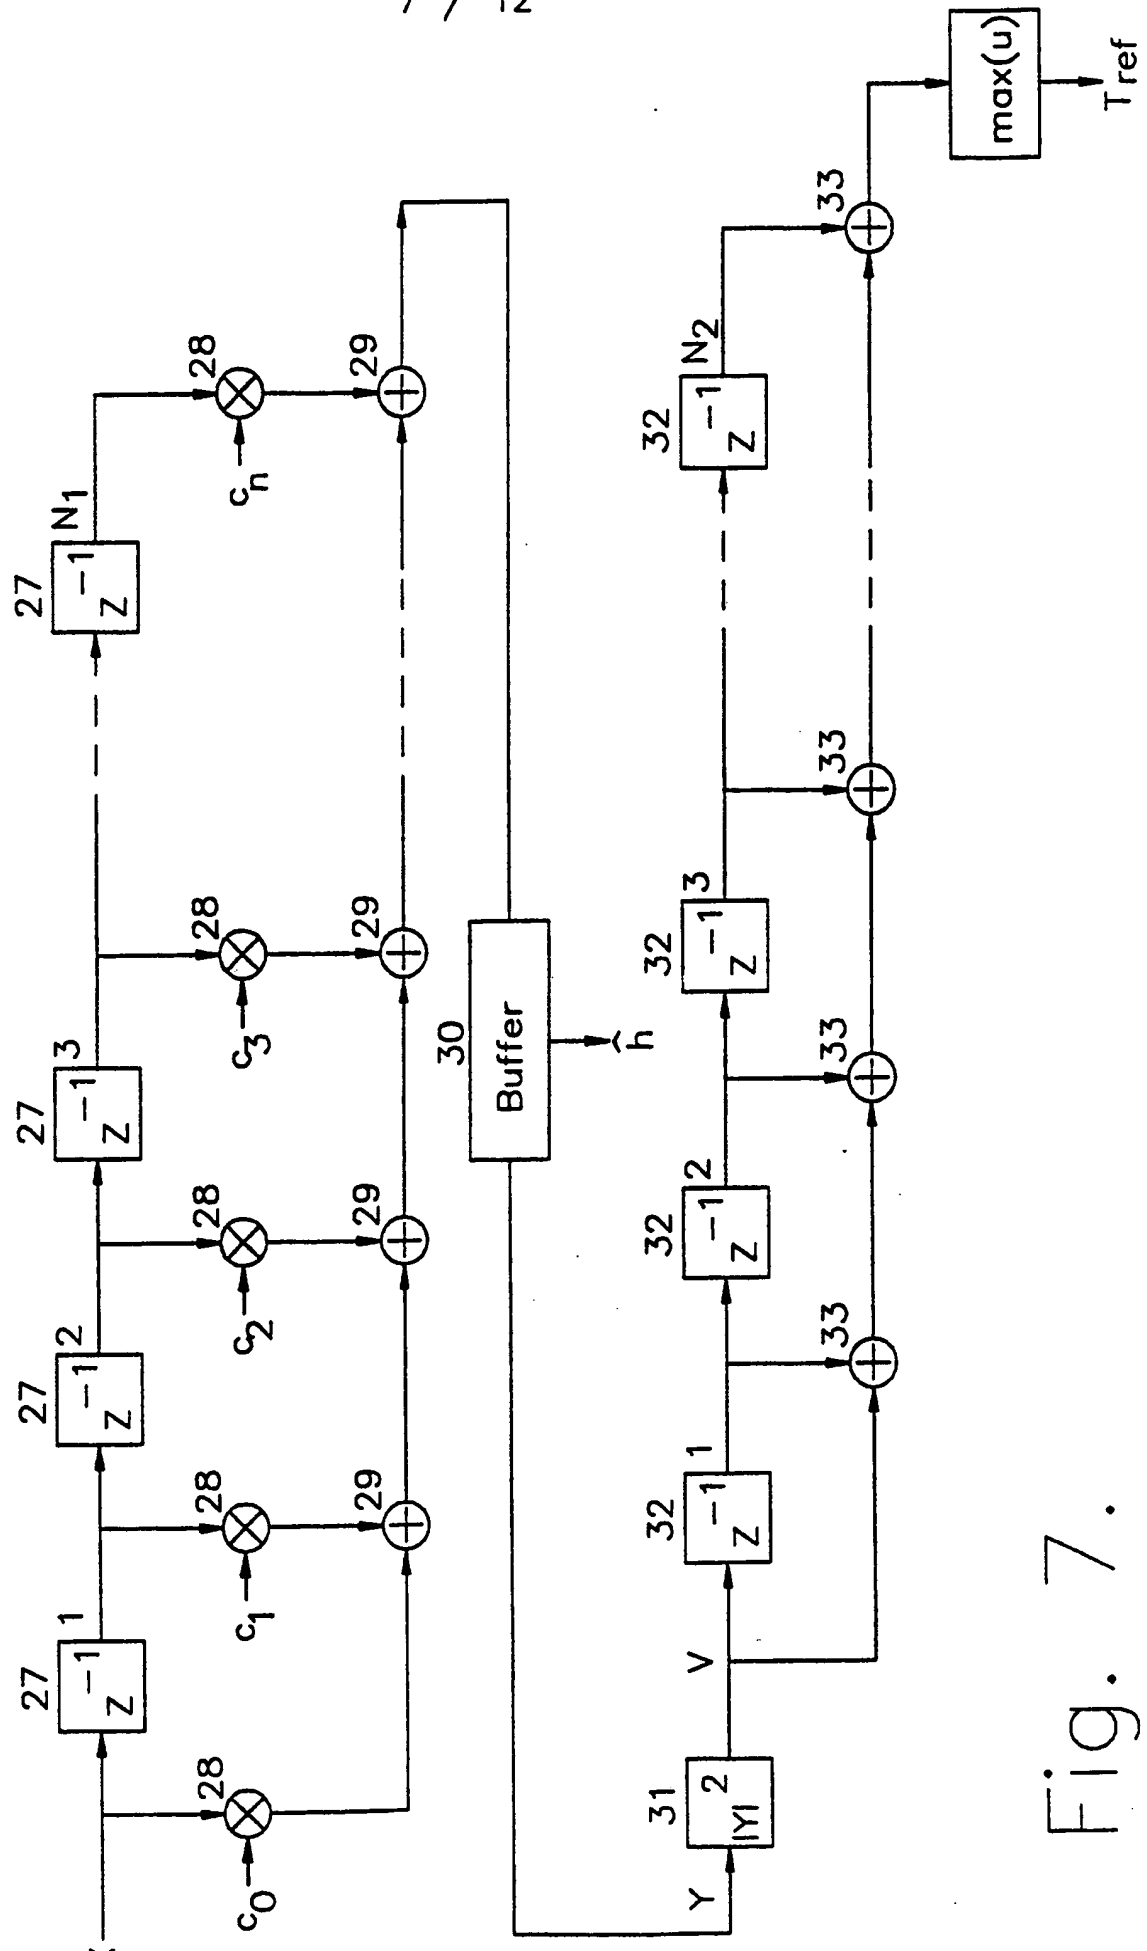 7 / 12
27 27 27 27
z⁻¹ 1 z⁻¹ 2 z⁻¹ 3 z⁻¹ N₁
28 28 28 28 28
c₀ c₁ c₂ c₃ cₙ
29 29 29 29
30
Buffer
ĥ
31 32 32 32 32
Y |Y|² V z⁻¹ 1 z⁻¹ 2 z⁻¹ 3 z⁻¹ N₂
33 33 33 33
max(u)
Tref
Fig. 7.